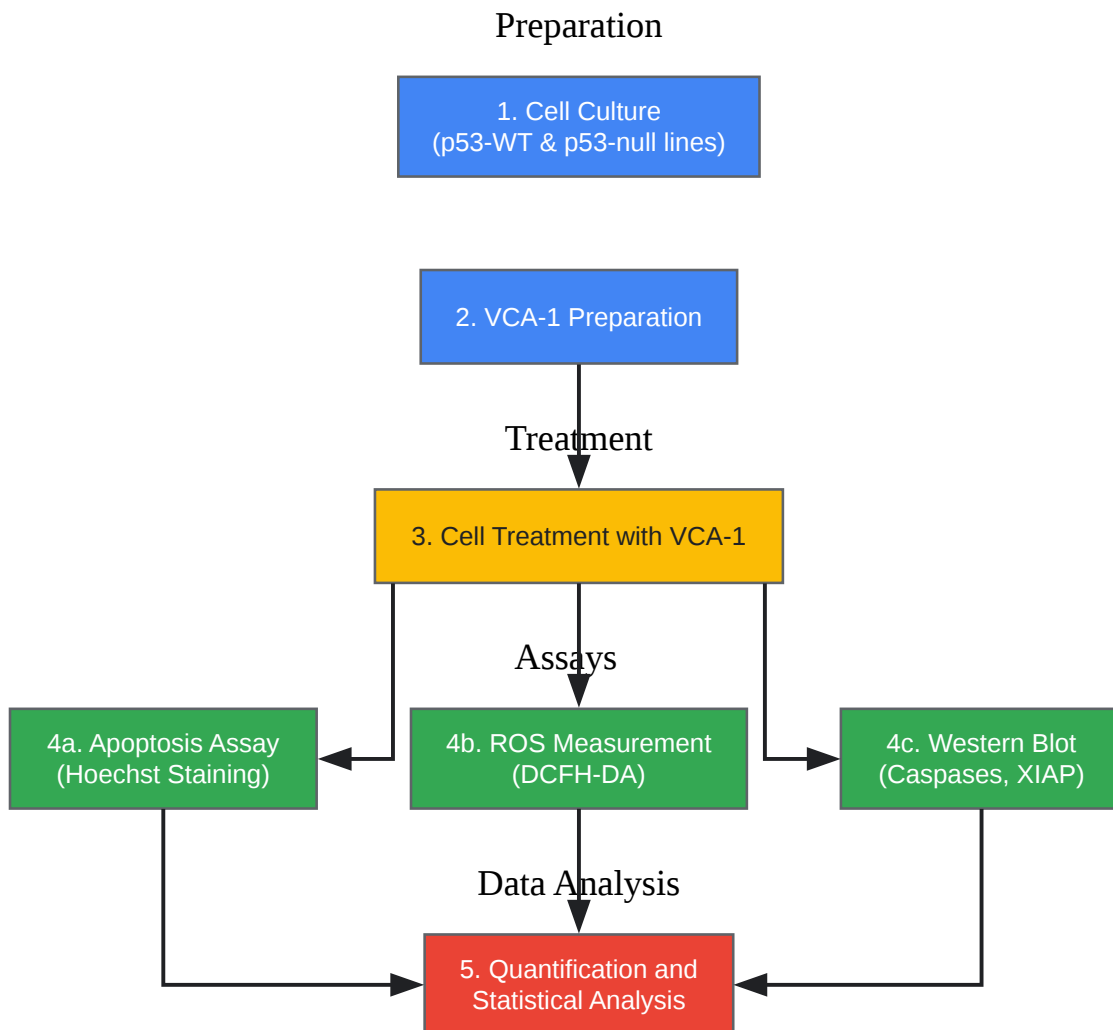 Preparation
1. Cell Culture
(p53-WT & p53-null lines)
2. VCA-1 Preparation
Treatment
3. Cell Treatment with VCA-1
Assays
4a. Apoptosis Assay
(Hoechst Staining)
4b. ROS Measurement
(DCFH-DA)
4c. Western Blot
(Caspases, XIAP)
Data Analysis
5. Quantification and
Statistical Analysis